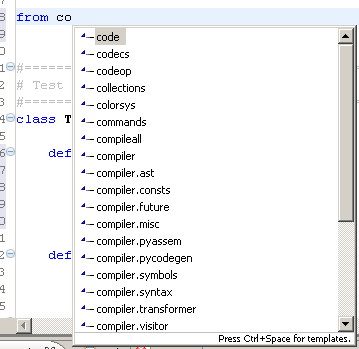 from co
code
codecs
codeop
collections
colorsys
commands
compileall
compiler
compiler.ast
compiler.consts
compiler.future
compiler.misc
compiler.pyassem
compiler.pycodegen
compiler.symbols
compiler.syntax
compiler.transformer
compiler.visitor
Press Ctrl+Space for templates.
# Test
class T
def
def